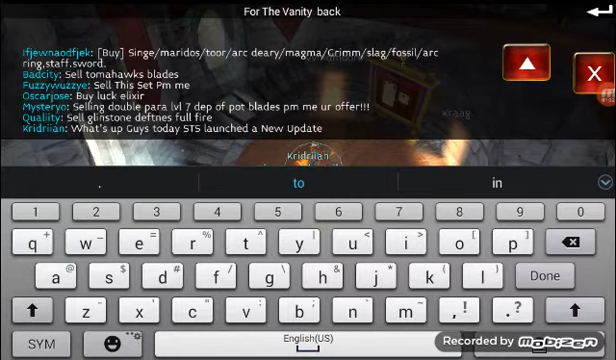 For The Vanity back
Ifjewnaodfjek: [Buy] Singe/maridos/toor/arc deary/magma/Grimm/slag/fossil/arc
ring,staff.sword.
Badcity: Sell tomahawks blades
Fuzzywuzzye: Sell This Set Pm me
Oscarjose: Buy luck elixir
Mysteryo: Selling double para lvl 7 dep of pot blades pm me ur offer!!!
Qualiity: Sell glinstone deftnes full fire
Kridriian: What's up Guys today STS launched a New Update
X
Kraag
Kridriian
. to in
1 2 3 4 5 6 7 8 9 0
q+ w- e= r% t^ y| u< i> o[ p]
a@ s$ d# f/ g\ h& j* k( l) Done
z x c" v: b; n m~ ,! .?
SYM English(US)
Recorded by mobizen